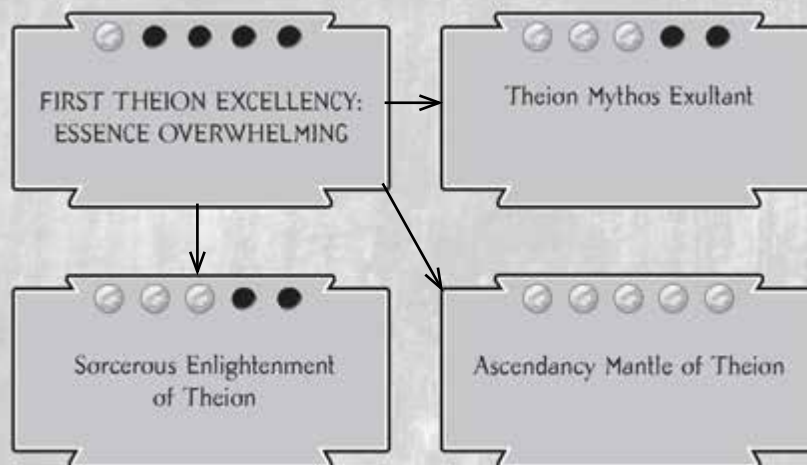 FIRST THEION EXCELLENCY:
ESSENCE OVERWHELMING
Theion Mythos Exultant
Sorcerous Enlightenment
of Theion
Ascendancy Mantle of Theion